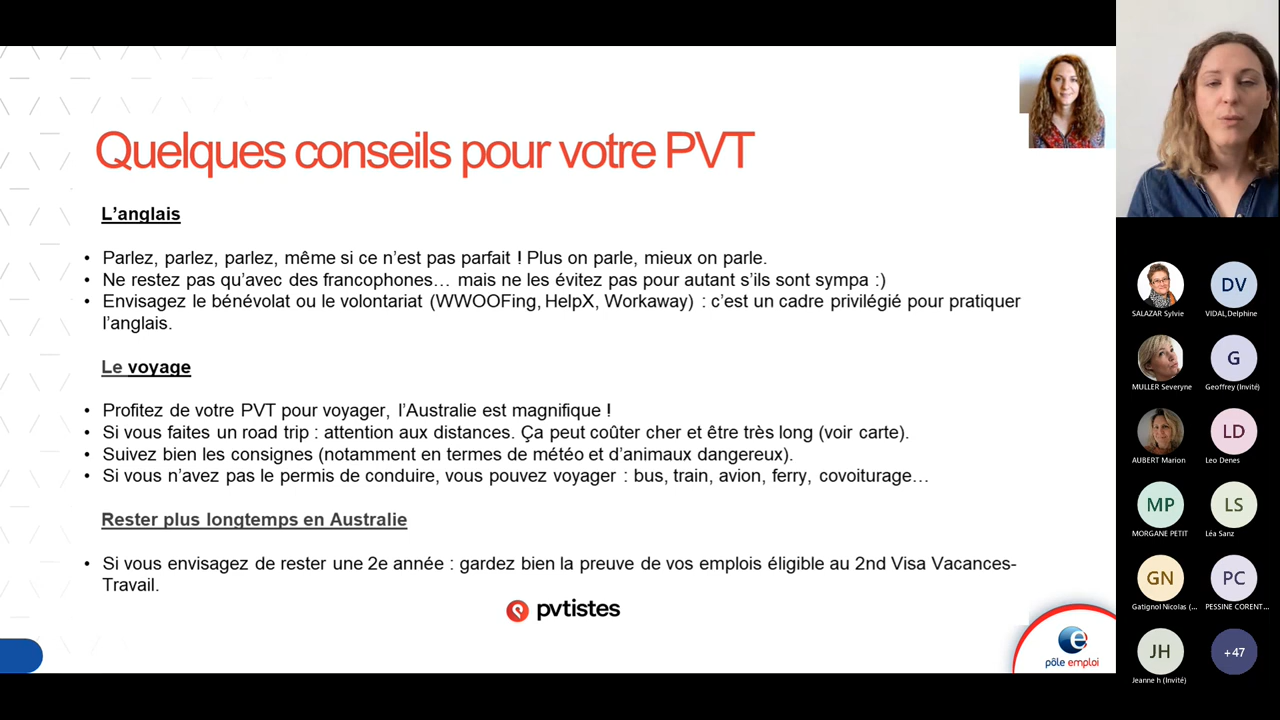 Quelques conseils pour votre PVT
L'anglais
• Parlez, parlez, parlez, même si ce n'est pas parfait ! Plus on parle, mieux on parle.
• Ne restez pas qu'avec des francophones… mais ne les évitez pas pour autant s'ils sont sympa :)
• Envisagez le bénévolat ou le volontariat (WWOOFing, HelpX, Workaway) : c'est un cadre privilégié pour pratiquer
l'anglais.
Le voyage
• Profitez de votre PVT pour voyager, l'Australie est magnifique !
• Si vous faites un road trip : attention aux distances. Ça peut coûter cher et être très long (voir carte).
• Suivez bien les consignes (notamment en termes de météo et d'animaux dangereux).
• Si vous n'avez pas le permis de conduire, vous pouvez voyager : bus, train, avion, ferry, covoiturage…
Rester plus longtemps en Australie
• Si vous envisagez de rester une 2e année : gardez bien la preuve de vos emplois éligible au 2nd Visa Vacances-
Travail.
pvtistes
e
pôle emploi
DV
SALAZAR Sylvie
VIDAL,Delphine
G
MULLER Severyne
Geoffrey (Invité)
LD
AUBERT Marion
Leo Denes
MP
LS
MORGANE PETIT
Léa Sanz
GN
PC
Gatignol Nicolas (...
PESSINE CORENT...
JH
+47
Jeanne h (Invité)